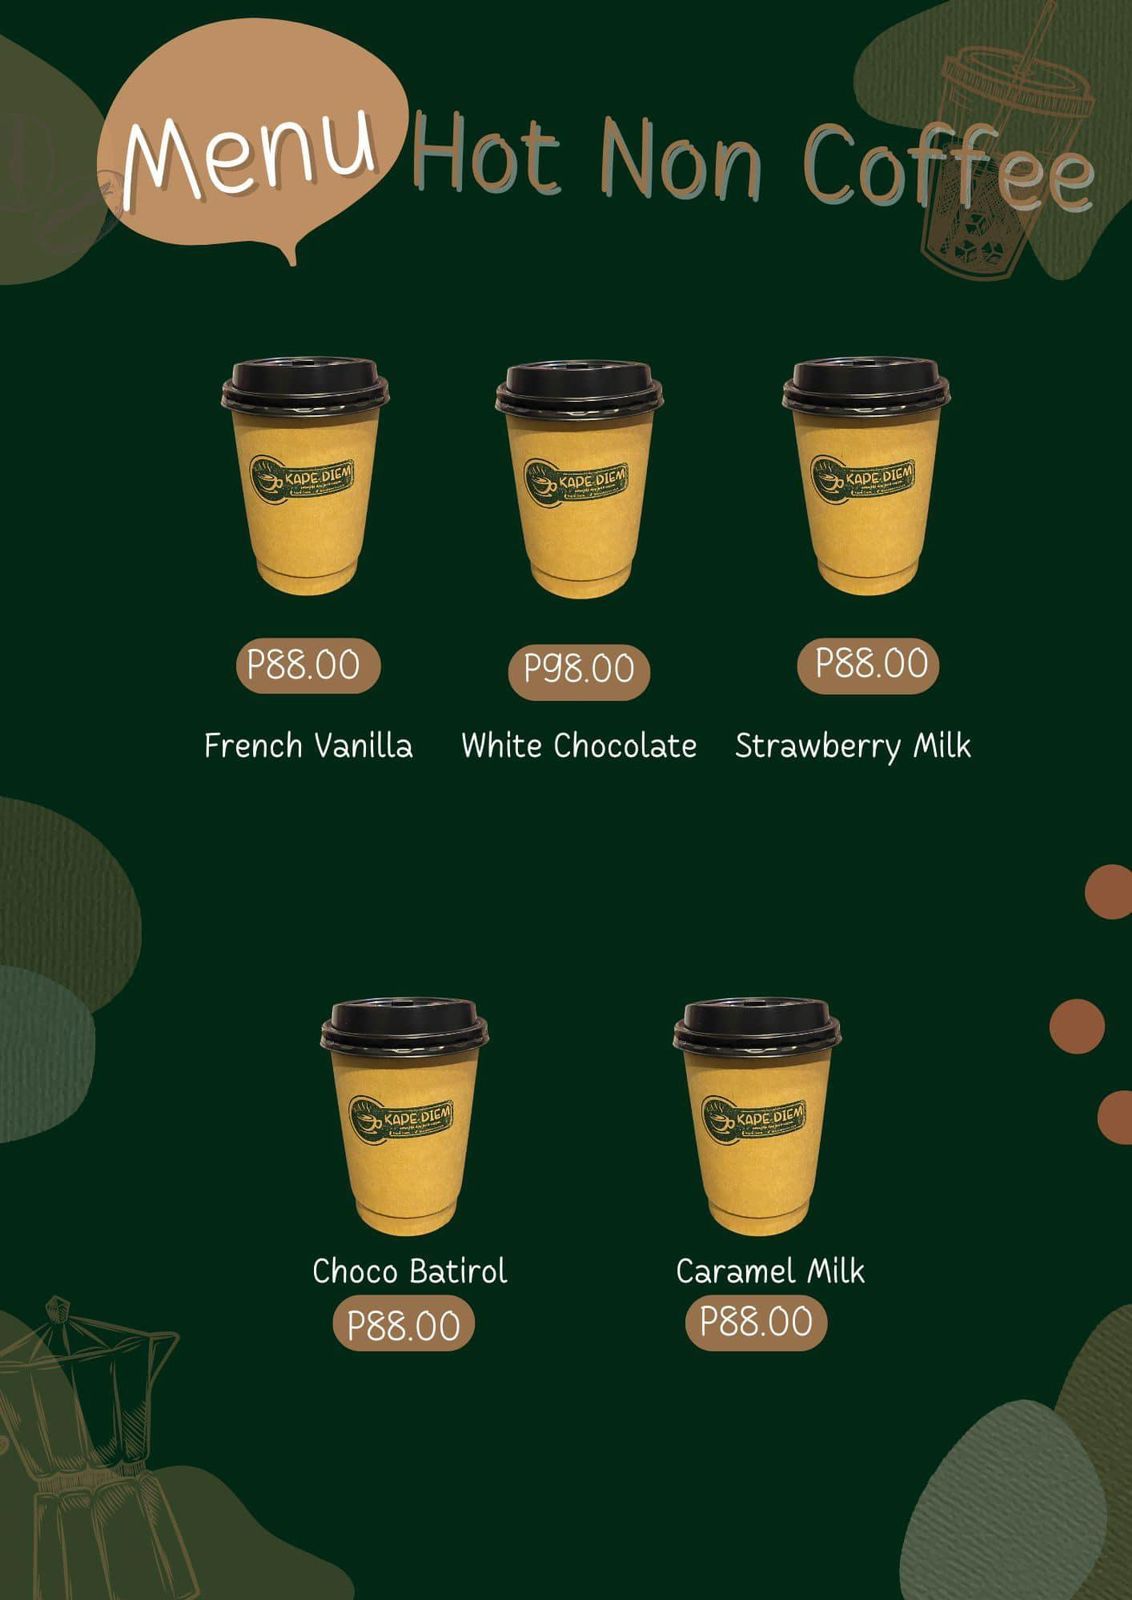 Menu Hot Non Coffee
KAPE DIEM
KAPE DIEM
KAPE DIEM
P88.00
P98.00
P88.00
French Vanilla
White Chocolate
Strawberry Milk
KAPE DIEM
KAPE DIEM
Choco Batirol
Caramel Milk
P88.00
P88.00